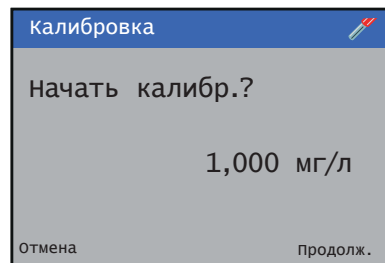 Калибровка
Начать калибр.?
1,000 мг/л
Отмена Продолж.